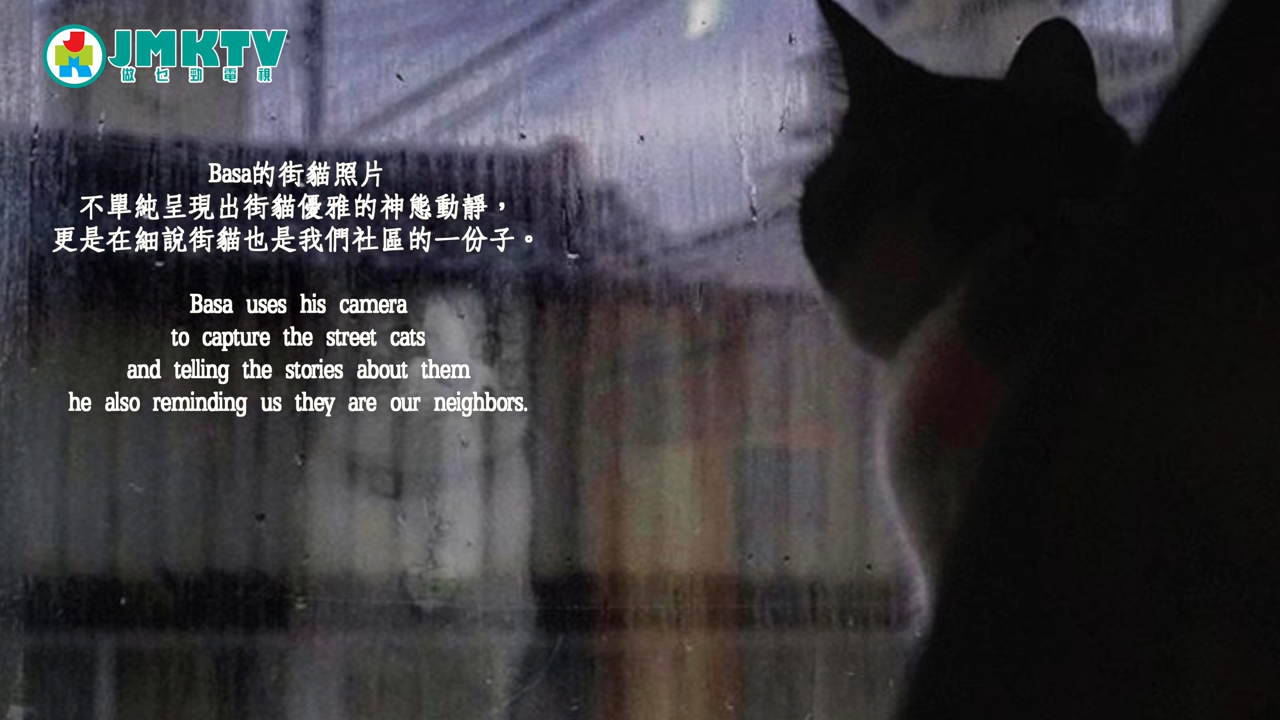 JMKTV
做乜勁電視
Basa的街貓照片
不單純呈現出街貓優雅的神態動靜，
更是在細說街貓也是我們社區的一份子。
Basa uses his camera
to capture the street cats
and telling the stories about them
he also reminding us they are our neighbors.